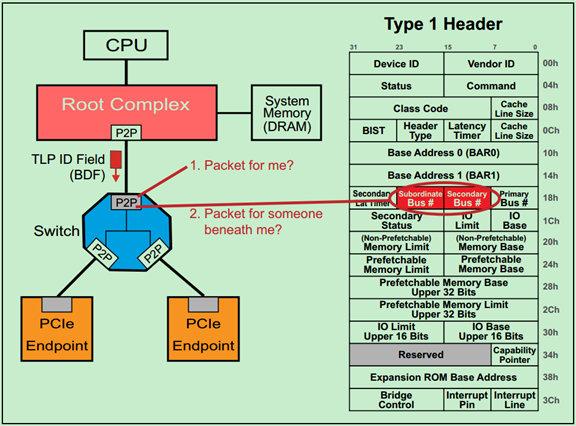 CPU
Root Complex
P2P
System
Memory
(DRAM)
TLP ID Field
(BDF)
1. Packet for me?
P2P
2. Packet for someone
beneath me?
Switch
P2P
P2P
PCIe
Endpoint
PCIe
Endpoint
Type 1 Header
31 23 15 7 0
Device ID Vendor ID 00h
Status Command 04h
Class Code Cache Line Size 08h
BIST Header Type Latency Timer Cache Line Size 0Ch
Base Address 0 (BAR0) 10h
Base Address 1 (BAR1) 14h
Secondary Lat Timer Subordinate Bus # Secondary Bus # Primary Bus # 18h
Secondary Status IO Limit IO Base 1Ch
(Non-Prefetchable) Memory Limit (Non-Prefetchable) Memory Base 20h
Prefetchable Memory Limit Prefetchable Memory Base 24h
Prefetchable Memory Base
Upper 32 Bits 28h
Prefetchable Memory Limit
Upper 32 Bits 2Ch
IO Limit Upper 16 Bits IO Base Upper 16 Bits 30h
Reserved Capability Pointer 34h
Expansion ROM Base Address 38h
Bridge Control Interrupt Pin Interrupt Line 3Ch